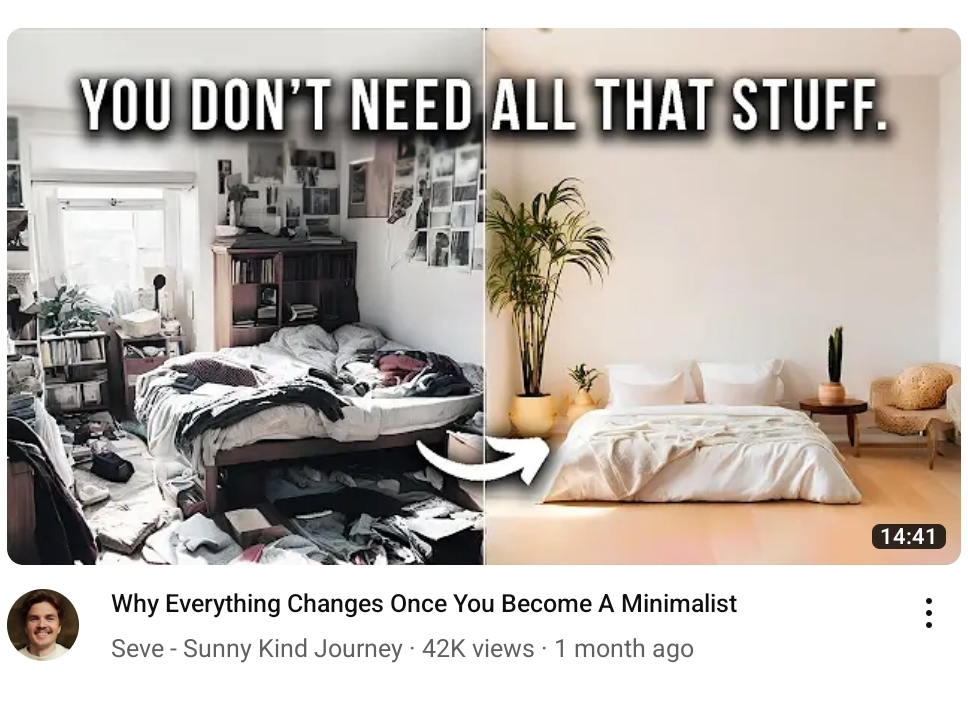 YOU DON'T NEED ALL THAT STUFF.
14:41
Why Everything Changes Once You Become A Minimalist
Seve - Sunny Kind Journey · 42K views · 1 month ago